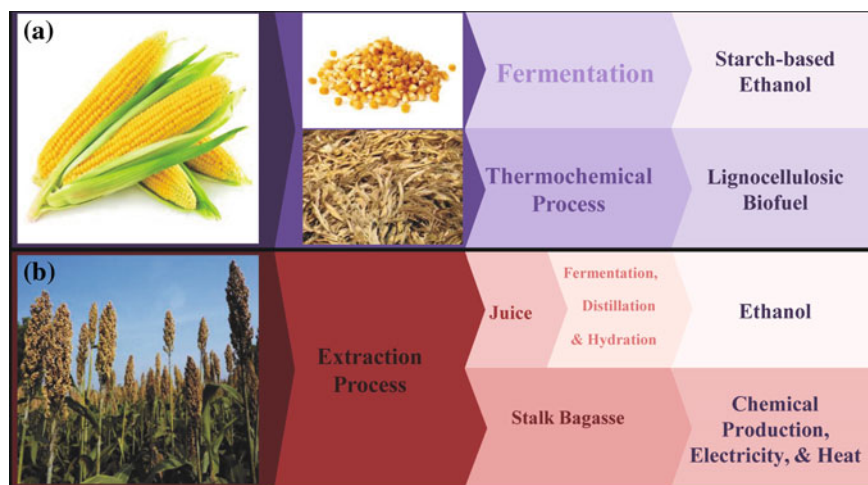 (a)
Fermentation
Starch-based
Ethanol
Thermochemical
Process
Lignocellulosic
Biofuel
(b)
Extraction
Process
Juice
Fermentation,
Distillation
& Hydration
Ethanol
Stalk Bagasse
Chemical
Production,
Electricity, & Heat